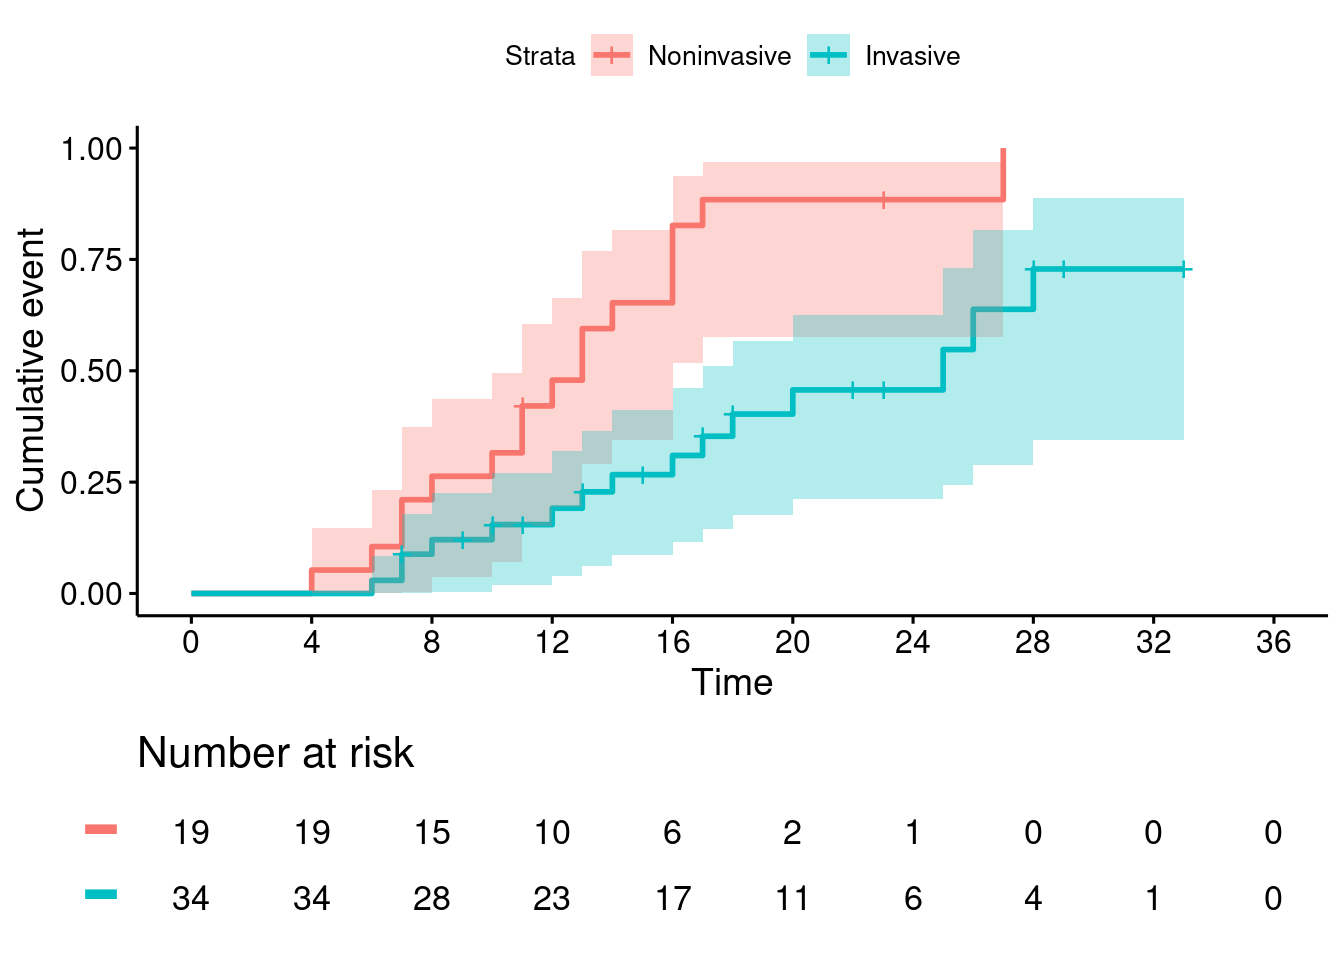 Strata Noninvasive Invasive
1.00
0.75
0.50
0.25
0.00
Cumulative event
0 4 8 12 16 20 24 28 32 36
Time
Number at risk
19 19 15 10 6 2 1 0 0 0
34 34 28 23 17 11 6 4 1 0